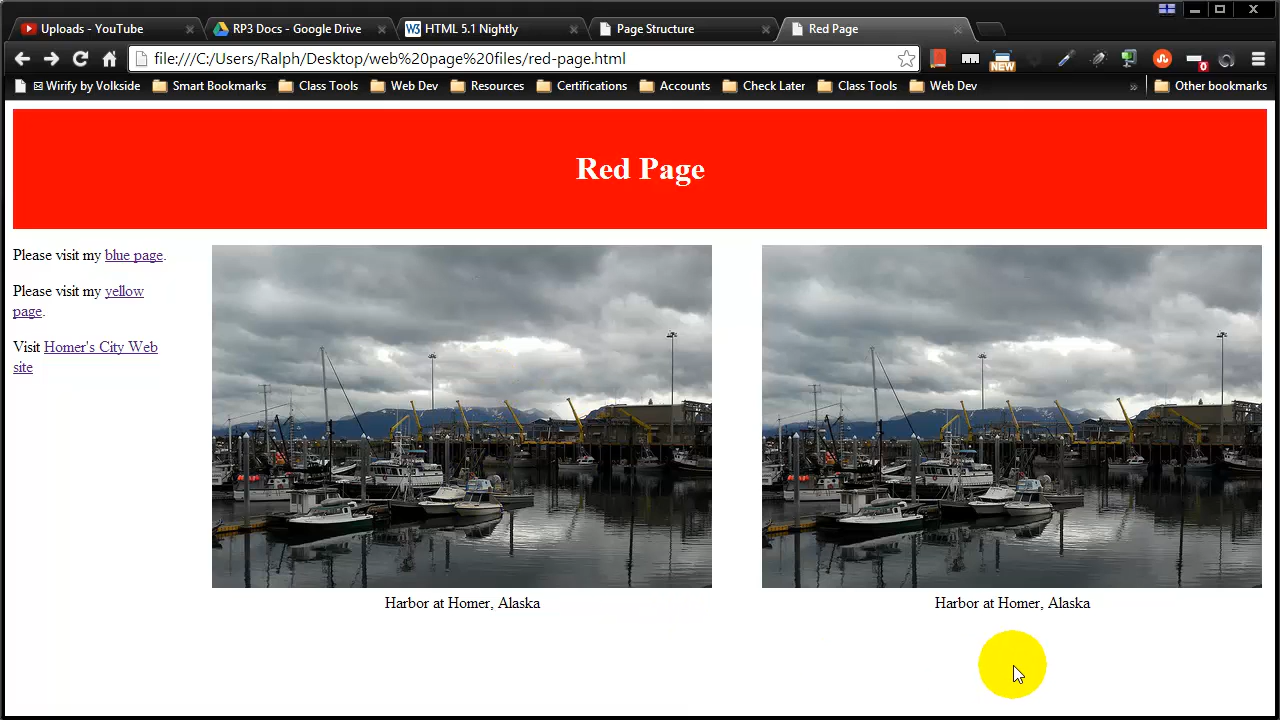 Uploads - YouTube
RP3 Docs - Google Drive
HTML 5.1 Nightly
Page Structure
Red Page
file:///C:/Users/Ralph/Desktop/web%20page%20files/red-page.html
NEW
0
Wirify by Volkside
Smart Bookmarks
Class Tools
Web Dev
Resources
Certifications
Accounts
Check Later
Class Tools
Web Dev
»
Other bookmarks
Red Page
Please visit my blue page.
Please visit my yellow
page.
Visit Homer's City Web
site
Harbor at Homer, Alaska
Harbor at Homer, Alaska